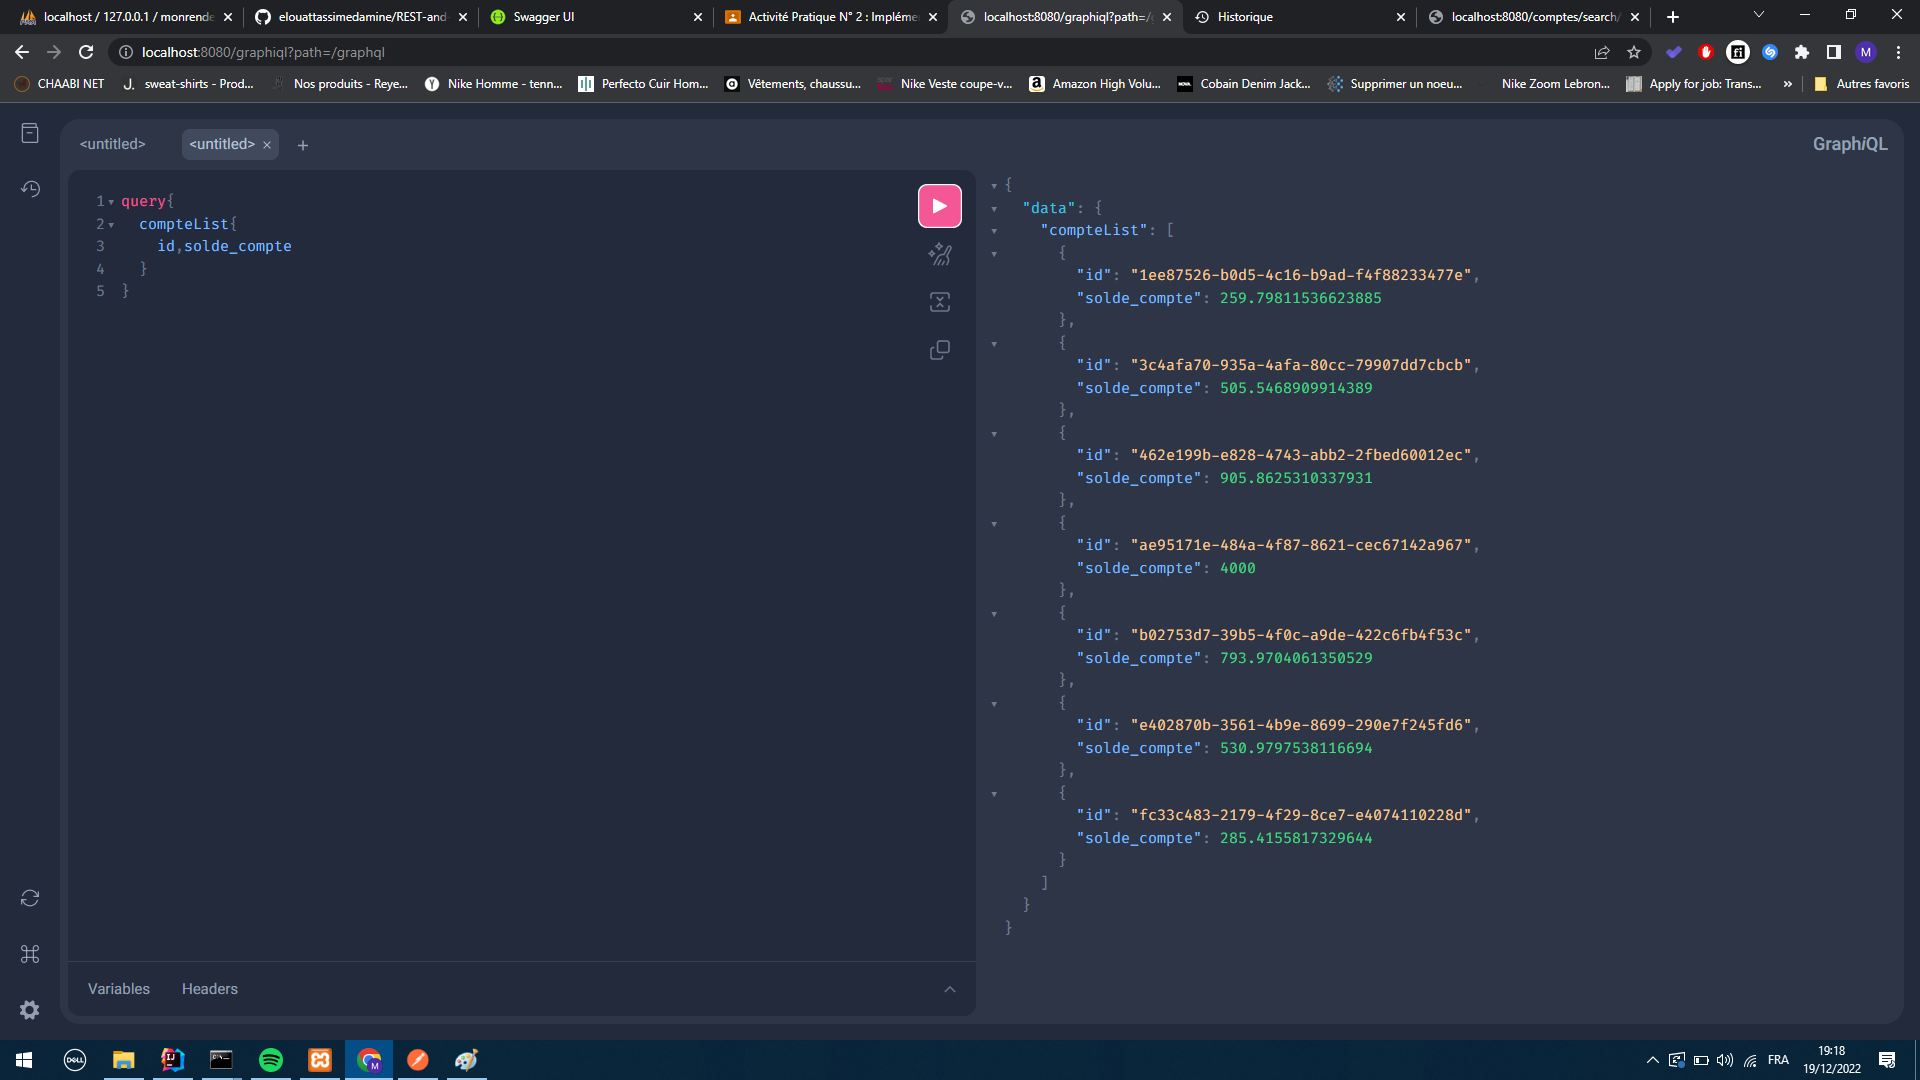 localhost / 127.0.0.1 / monrende
elouattassimedamine/REST-and-
Swagger UI
Activité Pratique N° 2 : Impléme
localhost:8080/graphiql?path=/g
Historique
localhost:8080/comptes/search/
localhost:8080/graphiql?path=/graphql
CHAABI NET
sweat-shirts - Prod...
Nos produits - Reye...
Nike Homme - tenn...
Perfecto Cuir Hom...
Vêtements, chaussu...
Nike Veste coupe-v...
Amazon High Volu...
Cobain Denim Jack...
Supprimer un noeu...
Nike Zoom Lebron...
Apply for job: Trans...
»
Autres favoris
<untitled>
<untitled>
GraphiQL
1 query{
2 compteList{
3 id,solde_compte
4 }
5 }
{
"data": {
"compteList": [
{
"id": "1ee87526-b0d5-4c16-b9ad-f4f88233477e",
"solde_compte": 259.79811536623885
},
{
"id": "3c4afa70-935a-4afa-80cc-79907dd7cbcb",
"solde_compte": 505.5468909914389
},
{
"id": "462e199b-e828-4743-abb2-2fbed60012ec",
"solde_compte": 905.8625310337931
},
{
"id": "ae95171e-484a-4f87-8621-cec67142a967",
"solde_compte": 4000
},
{
"id": "b02753d7-39b5-4f0c-a9de-422c6fb4f53c",
"solde_compte": 793.9704061350529
},
{
"id": "e402870b-3561-4b9e-8699-290e7f245fd6",
"solde_compte": 530.9797538116694
},
{
"id": "fc33c483-2179-4f29-8ce7-e4074110228d",
"solde_compte": 285.4155817329644
}
]
}
}
Variables
Headers
DELL
FRA
19:18
19/12/2022